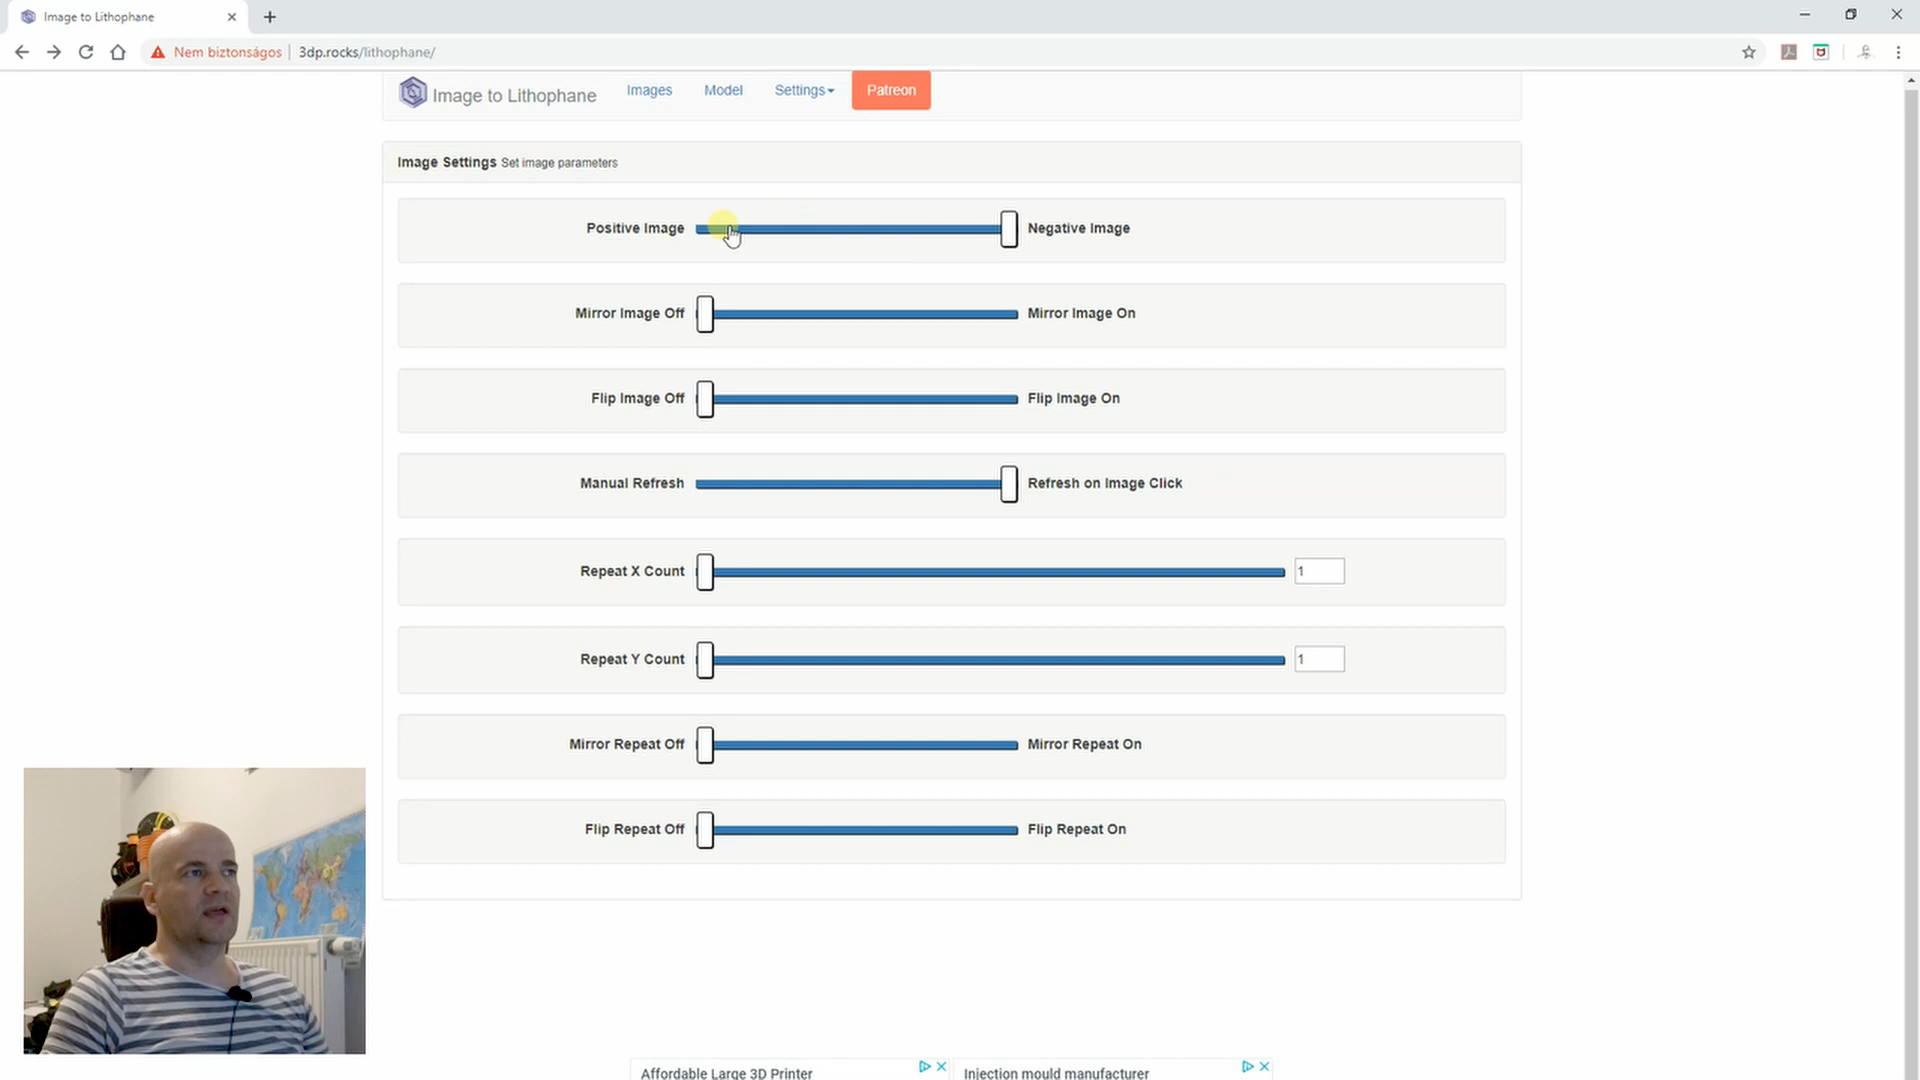 Image to Lithophane
Nem biztonságos
3dp.rocks/lithophane/
Image to Lithophane
Images
Model
Settings
Patreon
Image Settings Set image parameters
Positive Image
Negative Image
Mirror Image Off
Mirror Image On
Flip Image Off
Flip Image On
Manual Refresh
Refresh on Image Click
Repeat X Count
1
Repeat Y Count
1
Mirror Repeat Off
Mirror Repeat On
Flip Repeat Off
Flip Repeat On
Affordable Large 3D Printer
Injection mould manufacturer